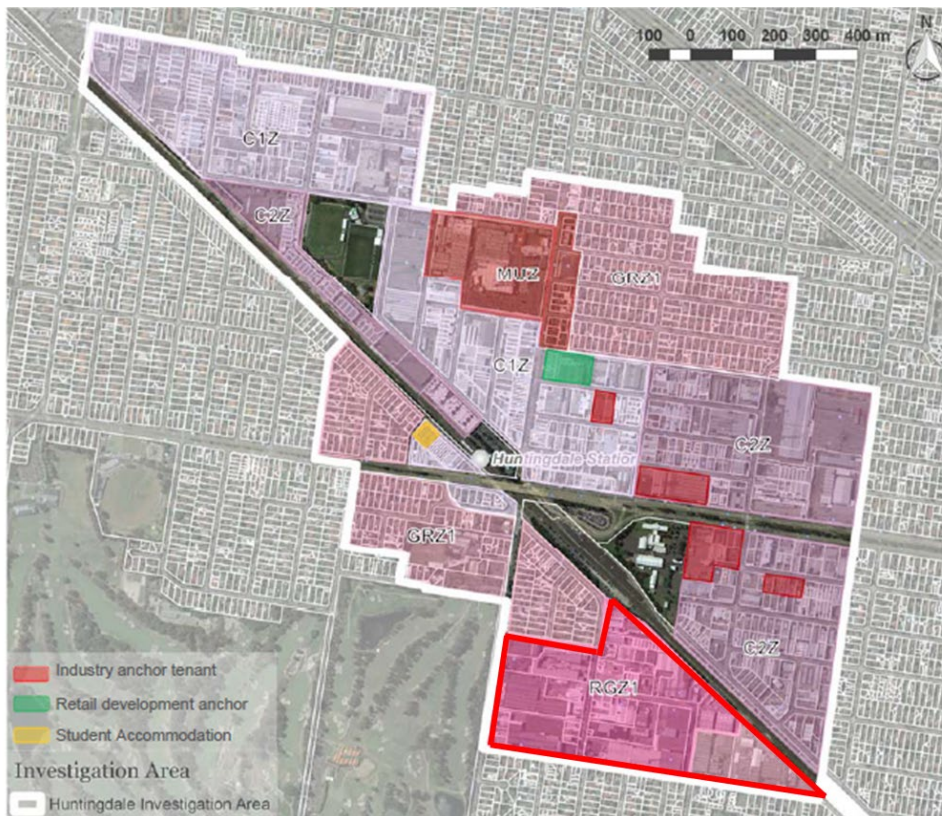 N
100 0 100 200 300 400 m
C1Z
C2Z
MUZ
GRZ1
C1Z
C2Z
Huntingdale Station
GRZ1
C2Z
RGZ1
Industry anchor tenant
Retail development anchor
Student Accommodation
Investigation Area
Huntingdale Investigation Area